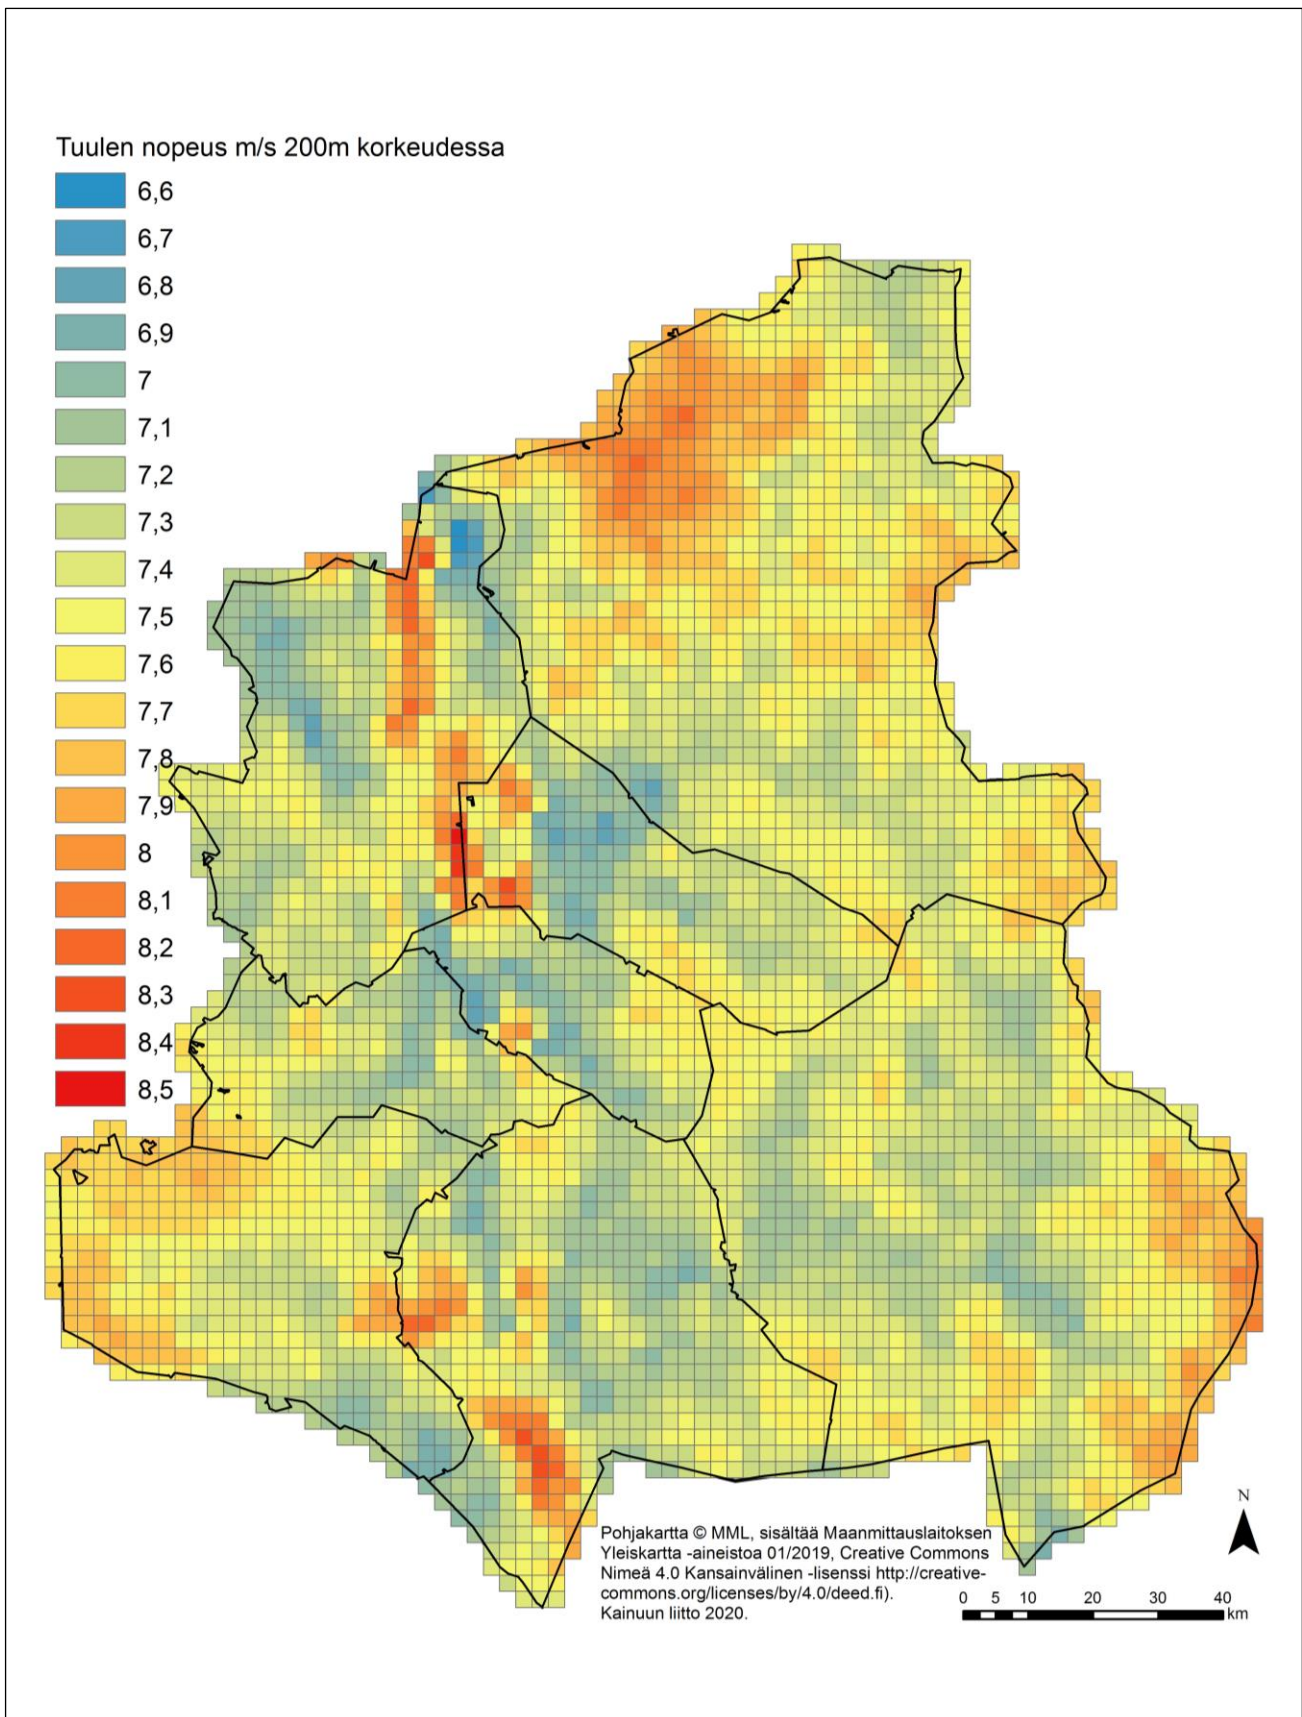 Tuulen nopeus m/s 200m korkeudessa
6,6
6,7
6,8
6,9
7
7,1
7,2
7,3
7,4
7,5
7,6
7,7
7,8
7,9
8
8,1
8,2
8,3
8,4
8,5
N
Pohjakartta © MML, sisältää Maanmittauslaitoksen
Yleiskartta -aineistoa 01/2019, Creative Commons
Nimeä 4.0 Kansainvälinen -lisenssi http://creative-
commons.org/licenses/by/4.0/deed.fi).
Kainuun liitto 2020.
0 5 10 20 30 40
km